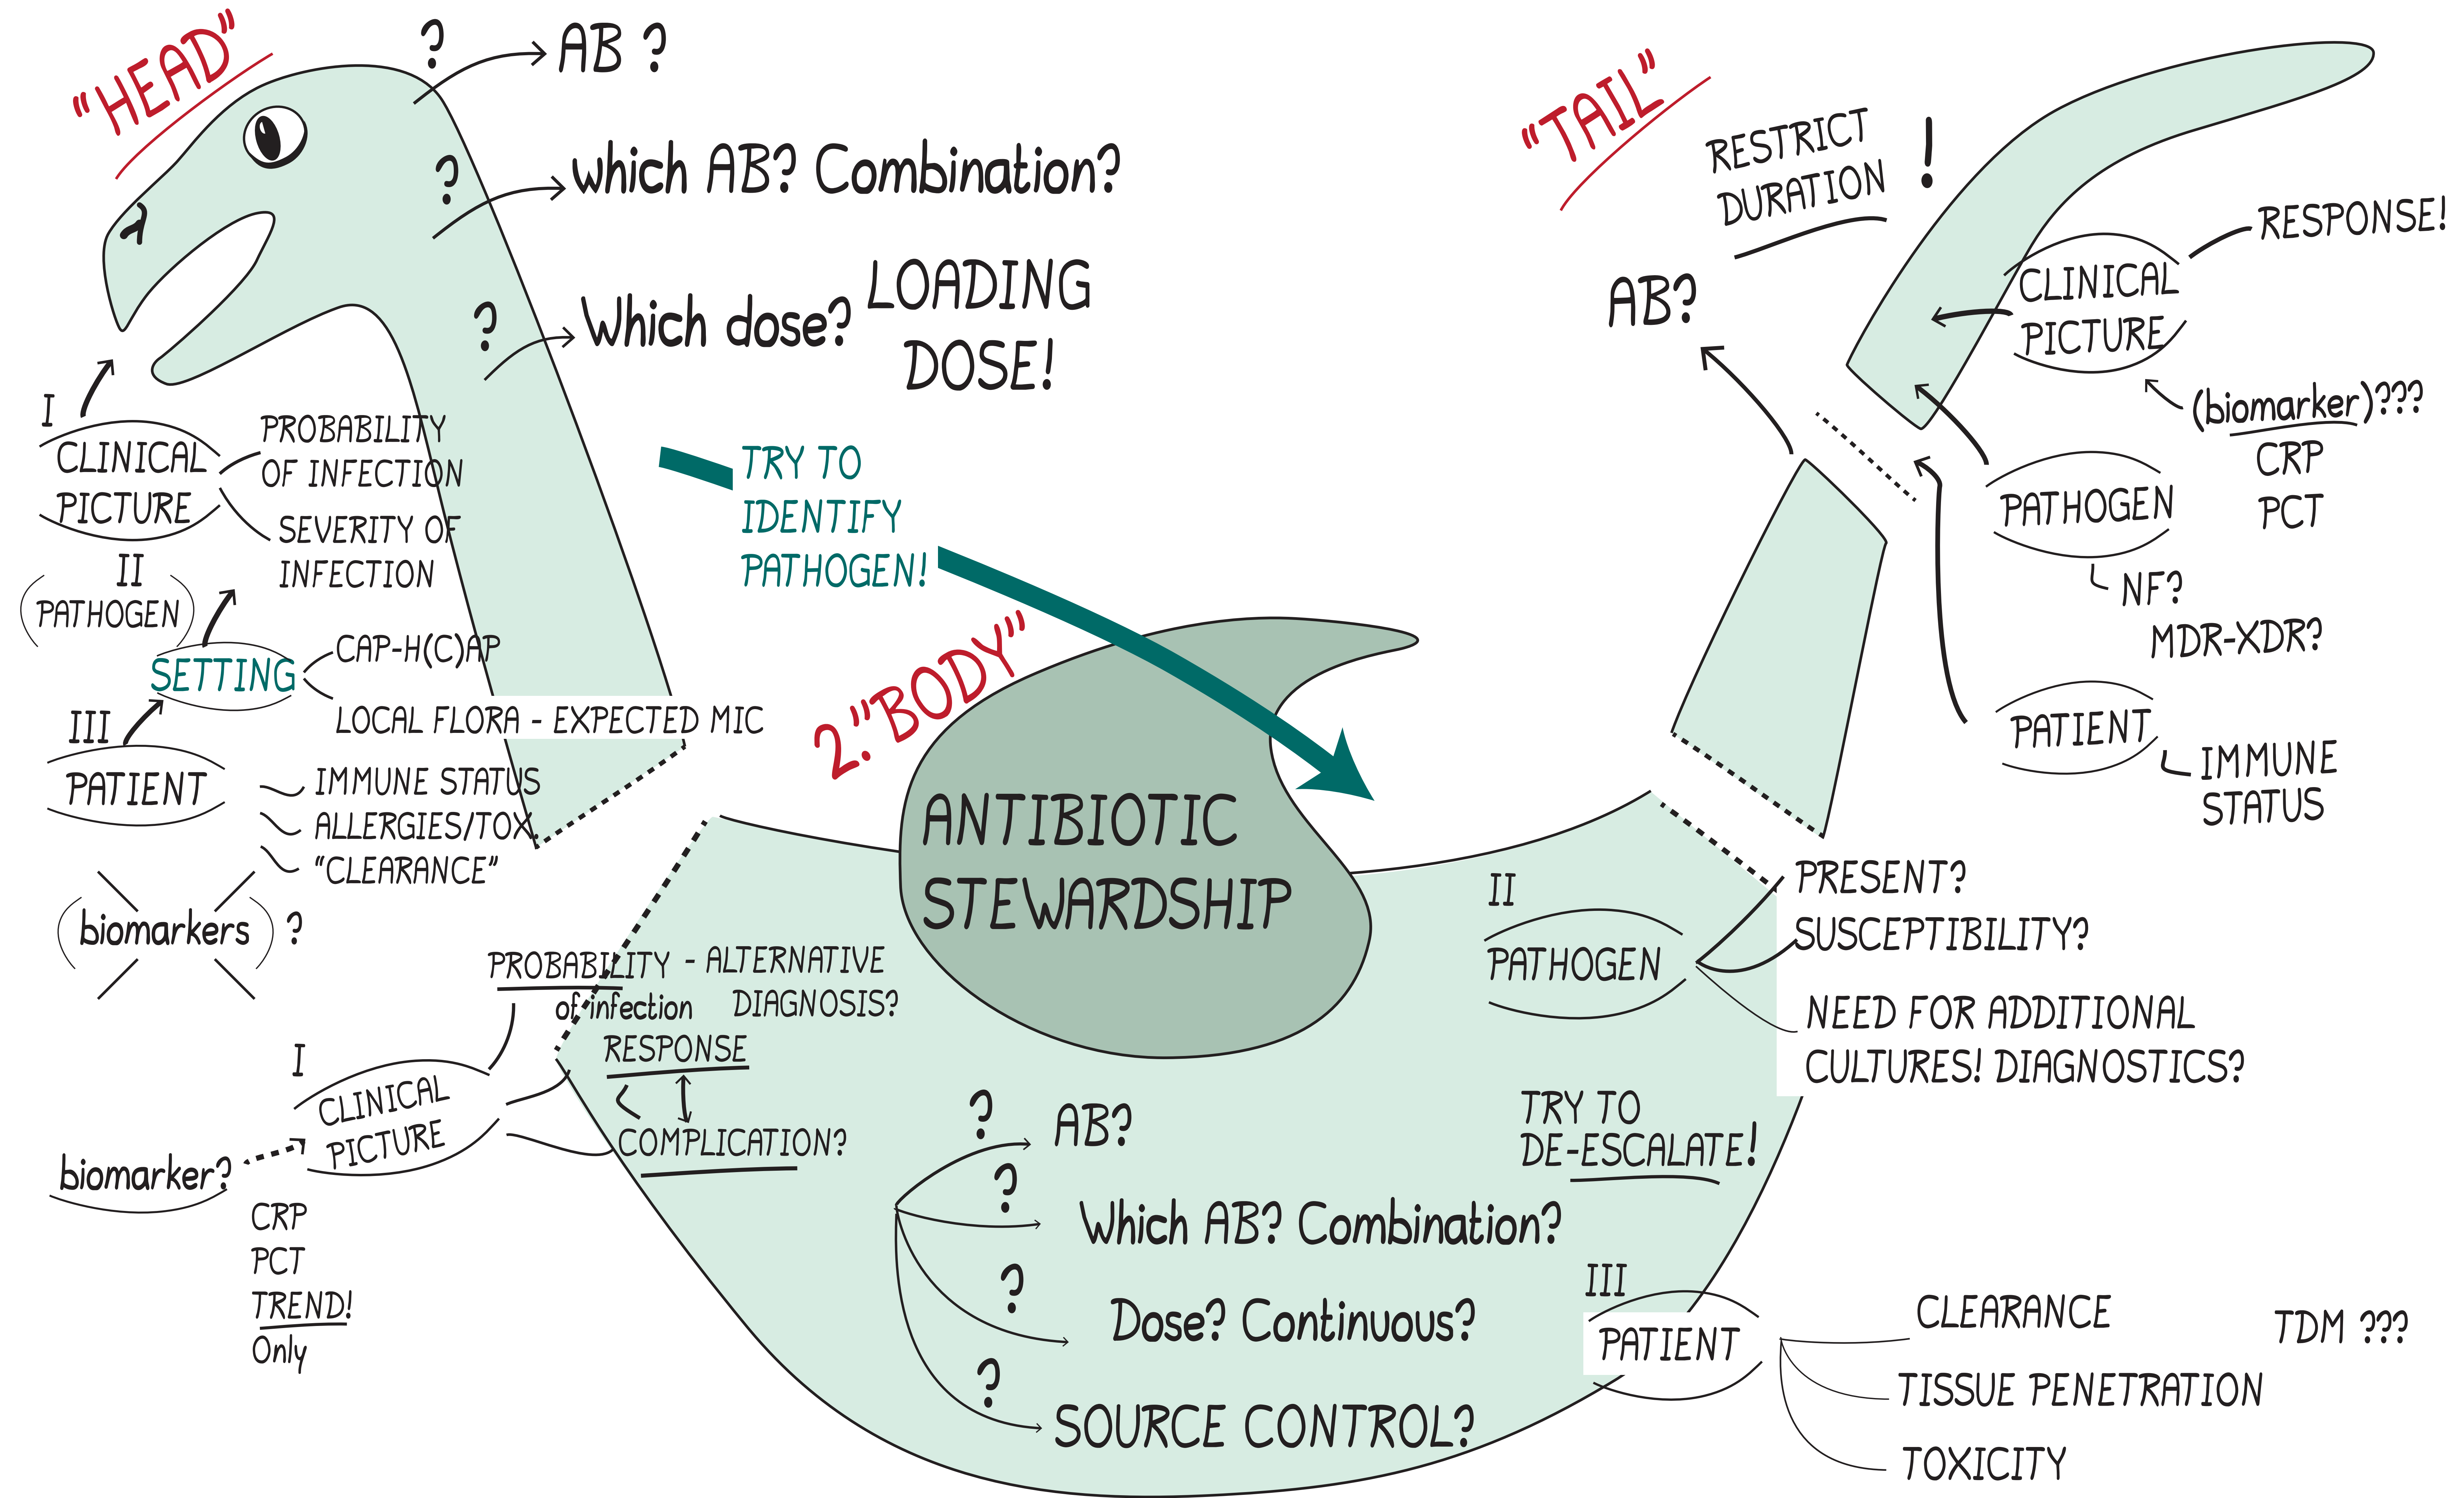 “HEAD”
?
AB ?
?
which AB? Combination?
?
Which dose?
LOADING
DOSE!
I
CLINICAL
PICTURE
PROBABILITY
OF INFECTION
SEVERITY OF
INFECTION
II
(PATHOGEN)
SETTING
CAP-H(C)AP
LOCAL FLORA - EXPECTED MIC
III
PATIENT
IMMUNE STATUS
ALLERGIES/TOX.
“CLEARANCE”
(biomarkers) ?
TRY TO
IDENTIFY
PATHOGEN!
2.“BODY”
ANTIBIOTIC
STEWARDSHIP
PROBABILITY - ALTERNATIVE
of infection DIAGNOSIS?
RESPONSE
COMPLICATION?
I
CLINICAL
PICTURE
biomarker?
CRP
PCT
TREND!
Only
?
AB?
?
Which AB? Combination?
?
Dose? Continuous?
?
SOURCE CONTROL?
II
PATHOGEN
PRESENT?
SUSCEPTIBILITY?
NEED FOR ADDITIONAL
CULTURES! DIAGNOSTICS?
TRY TO
DE-ESCALATE!
III
PATIENT
CLEARANCE
TDM ???
TISSUE PENETRATION
TOXICITY
“TAIL”
RESTRICT
DURATION !
AB?
CLINICAL
PICTURE
RESPONSE!
(biomarker)???
CRP
PCT
PATHOGEN
NF?
MDR-XDR?
PATIENT
IMMUNE
STATUS